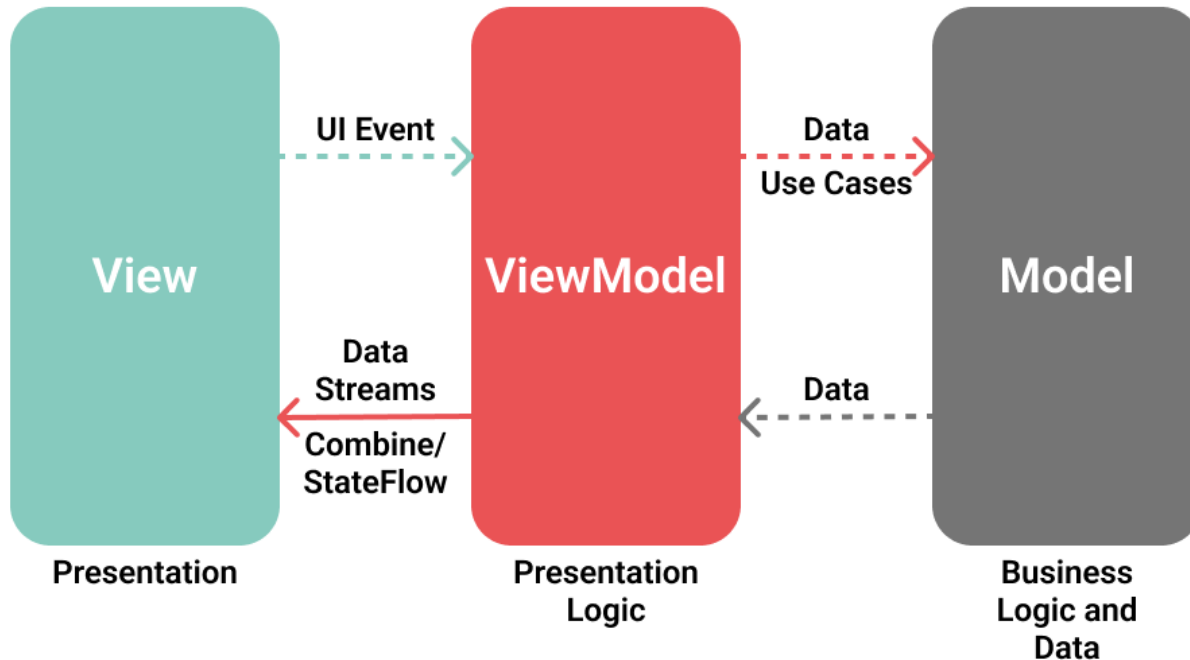 UI Event
Data
Use Cases
View
ViewModel
Model
Data
Streams
Combine/
StateFlow
Data
Presentation
Presentation
Logic
Business
Logic and
Data